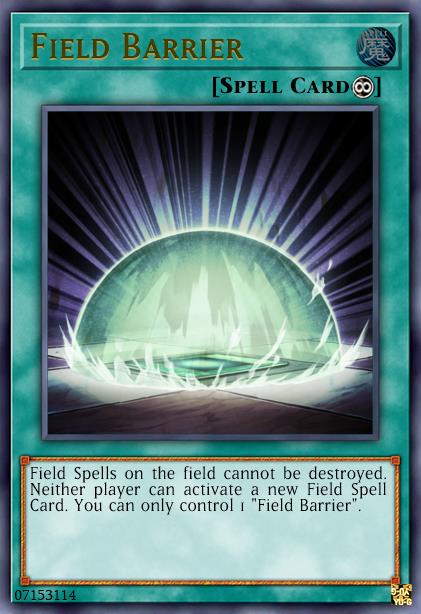 Field Barrier
魔
[Spell Card]
Field Spells on the field cannot be destroyed.
Neither player can activate a new Field Spell
Card. You can only control 1 "Field Barrier".
07153114